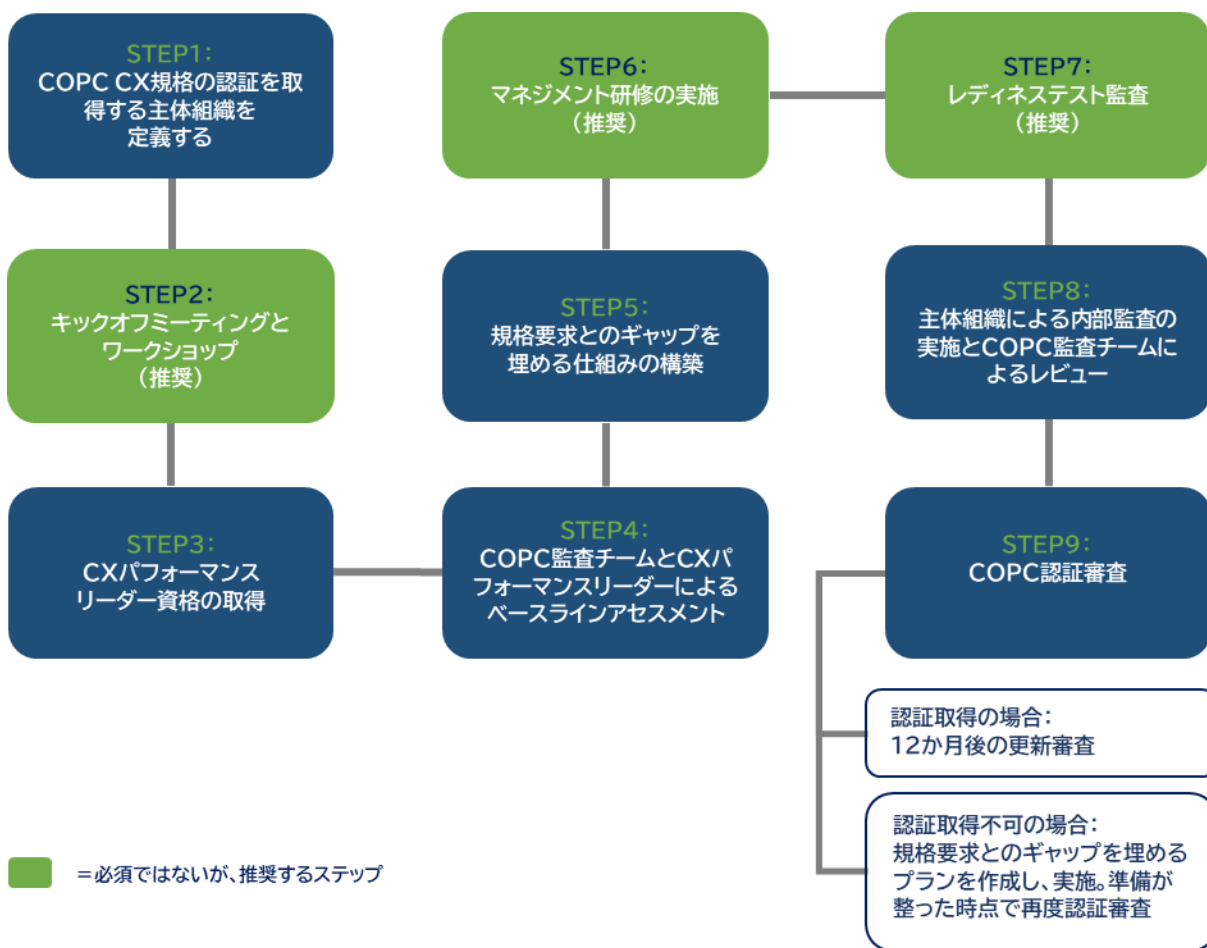 STEP1:
COPC CX規格の認証を取
得する主体組織を
定義する
STEP2:
キックオフミーティングと
ワークショップ
(推奨)
STEP3:
CXパフォーマンス
リーダー資格の取得
STEP4:
COPC監査チームとCXパ
フォーマンスリーダーによる
ベースラインアセスメント
STEP5:
規格要求とのギャップを
埋める仕組みの構築
STEP6:
マネジメント研修の実施
(推奨)
STEP7:
レディネステスト監査
(推奨)
STEP8:
主体組織による内部監査の
実施とCOPC監査チームに
よるレビュー
STEP9:
COPC認証審査
認証取得の場合:
12か月後の更新審査
認証取得不可の場合:
規格要求とのギャップを埋める
プランを作成し、実施。準備が
整った時点で再度認証審査
=必須ではないが、推奨するステップ